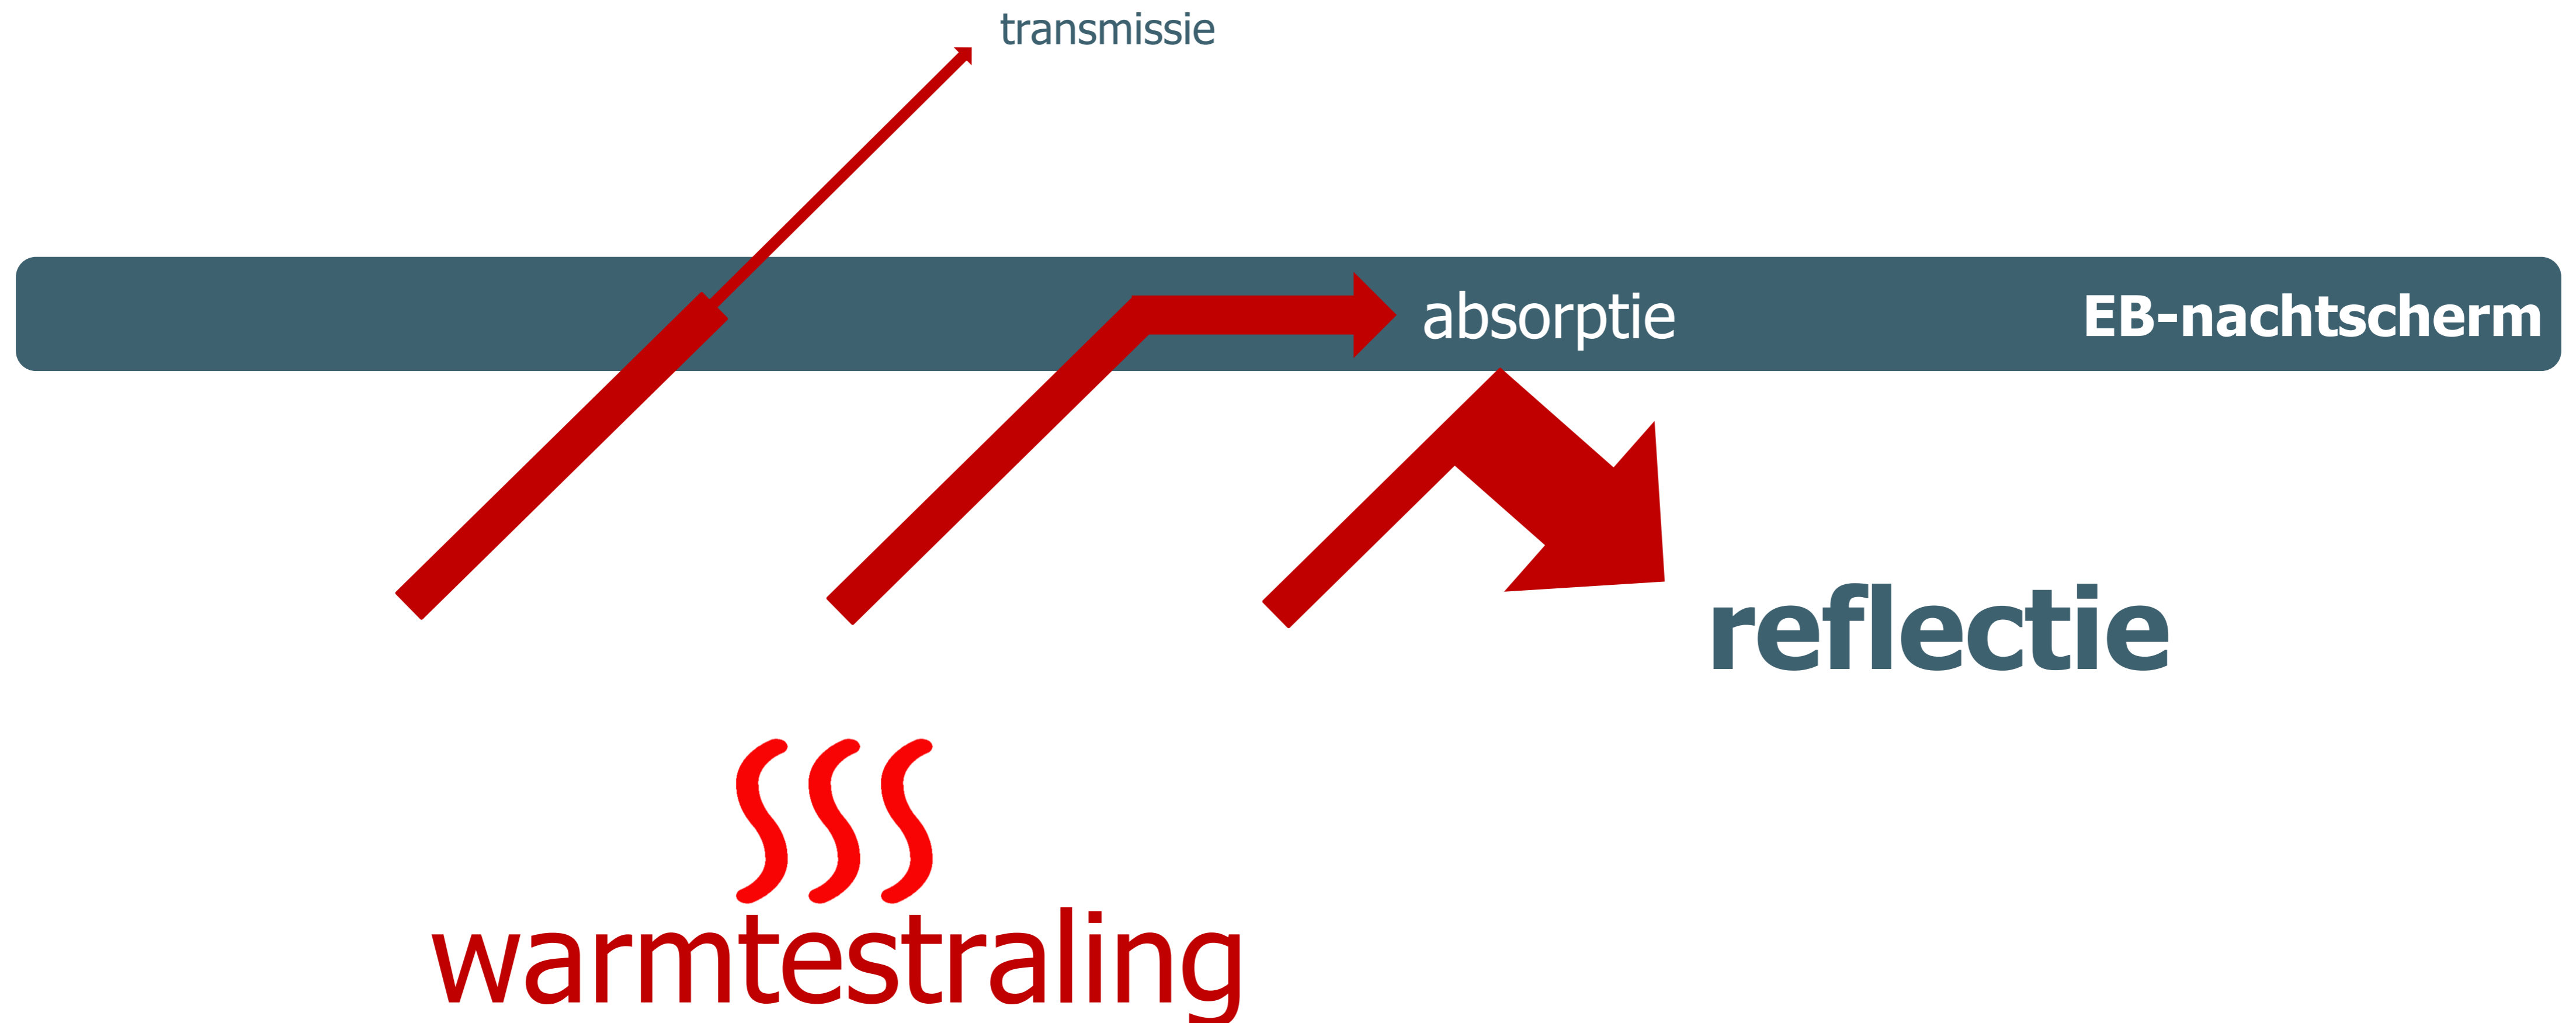 transmissie
absorptie
EB-nachtscherm
reflectie
warmtestraling